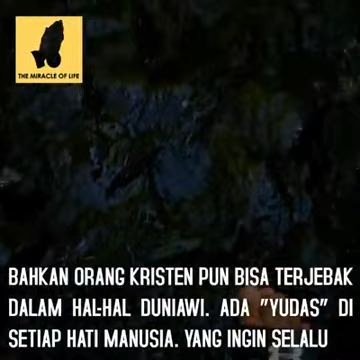 THE MIRACLE OF LIFE
BAHKAN ORANG KRISTEN PUN BISA TERJEBAK
DALAM HAL-HAL DUNIAWI. ADA "YUDAS" DI
SETIAP HATI MANUSIA. YANG INGIN SELALU